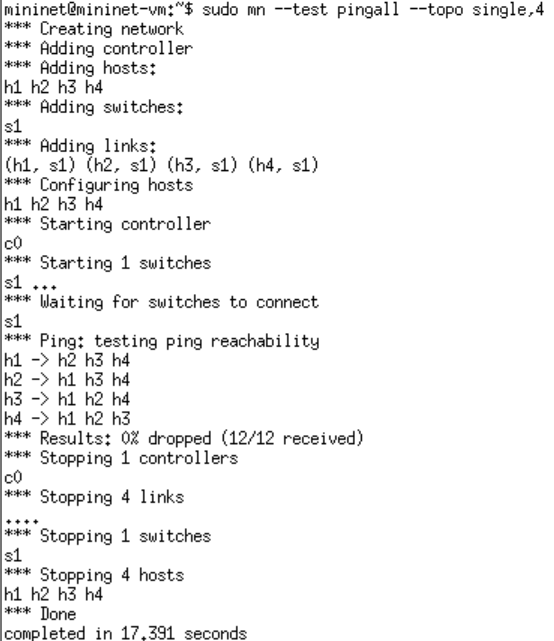 mininet@mininet-vm:~$ sudo mn --test pingall --topo single,4
*** Creating network
*** Adding controller
*** Adding hosts:
h1 h2 h3 h4
*** Adding switches:
s1
*** Adding links:
(h1, s1) (h2, s1) (h3, s1) (h4, s1)
*** Configuring hosts
h1 h2 h3 h4
*** Starting controller
c0
*** Starting 1 switches
s1 ...
*** Waiting for switches to connect
s1
*** Ping: testing ping reachability
h1 -> h2 h3 h4
h2 -> h1 h3 h4
h3 -> h1 h2 h4
h4 -> h1 h2 h3
*** Results: 0% dropped (12/12 received)
*** Stopping 1 controllers
c0
*** Stopping 4 links
....
*** Stopping 1 switches
s1
*** Stopping 4 hosts
h1 h2 h3 h4
*** Done
completed in 17.391 seconds